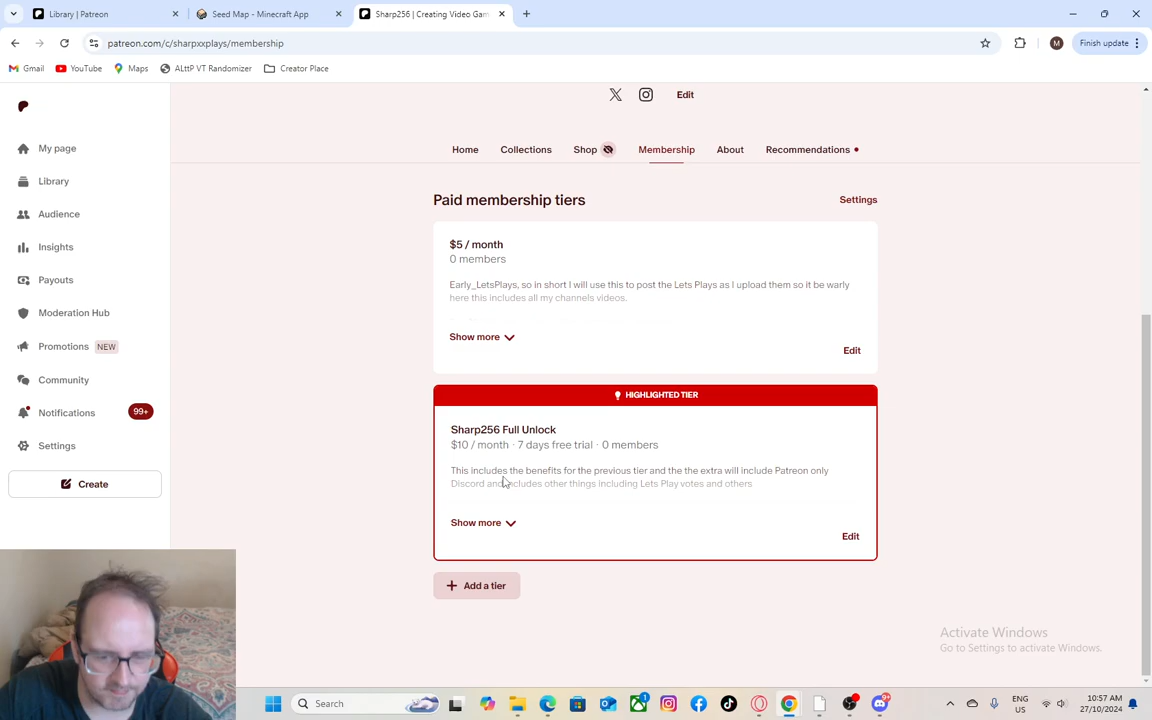 Library | Patreon
Seed Map - Minecraft App
Sharp256 | Creating Video Gam
patreon.com/c/sharpxxplays/membership
Finish update
M
Gmail
YouTube
Maps
ALttP VT Randomizer
Creator Place
Edit
My page
Library
Audience
Insights
Payouts
Moderation Hub
Promotions NEW
Community
Notifications 99+
Settings
Create
Home
Collections
Shop
Membership
About
Recommendations
Paid membership tiers
Settings
$5 / month
0 members
Early_LetsPlays, so in short I will use this to post the Lets Plays as I upload them so it be warly
here this includes all my channels videos.
Show more
Edit
HIGHLIGHTED TIER
Sharp256 Full Unlock
$10 / month · 7 days free trial · 0 members
This includes the benefits for the previous tier and the the extra will include Patreon only
Discord and includes other things including Lets Play votes and others
Show more
Edit
Add a tier
Activate Windows
Go to Settings to activate Windows.
Search
1
9+
ENG
US
10:57 AM
27/10/2024